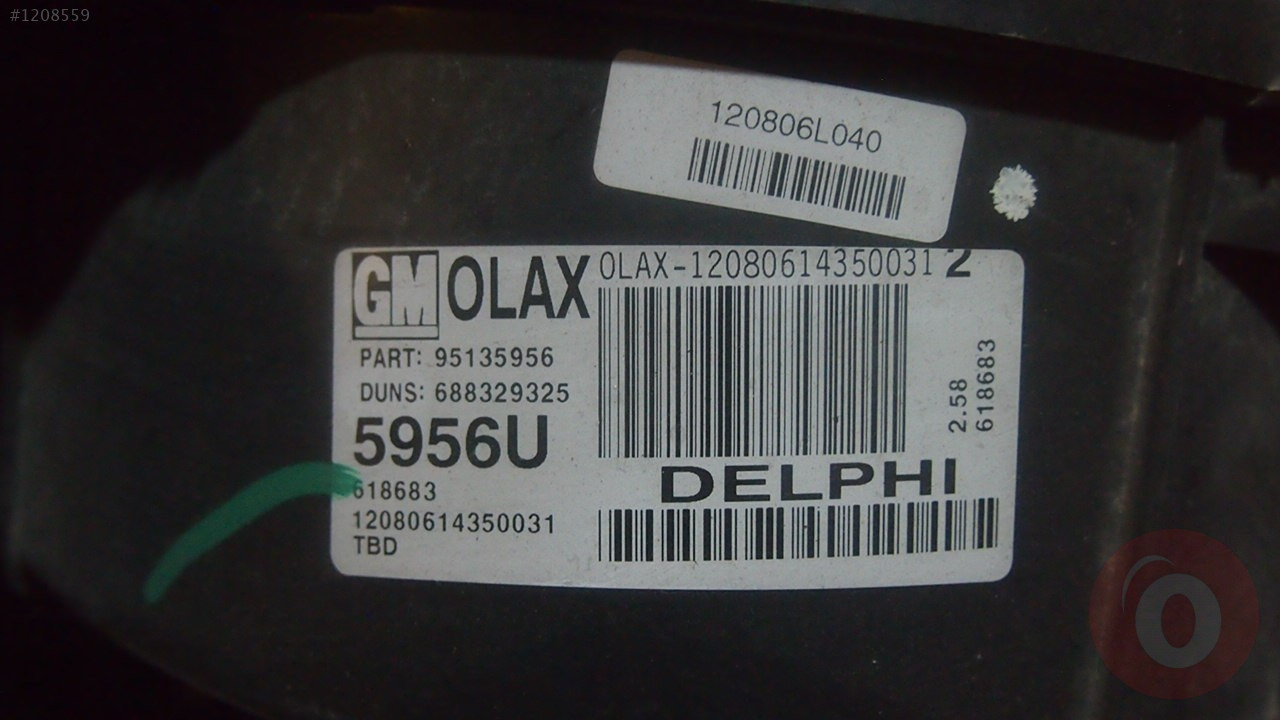 #1208559
120806L040
GM OLAX OLAX-12080614350031 2
PART: 95135956
DUNS: 688329325
5956U
618683
12080614350031
TBD
2.58
618683
DELPHI
O